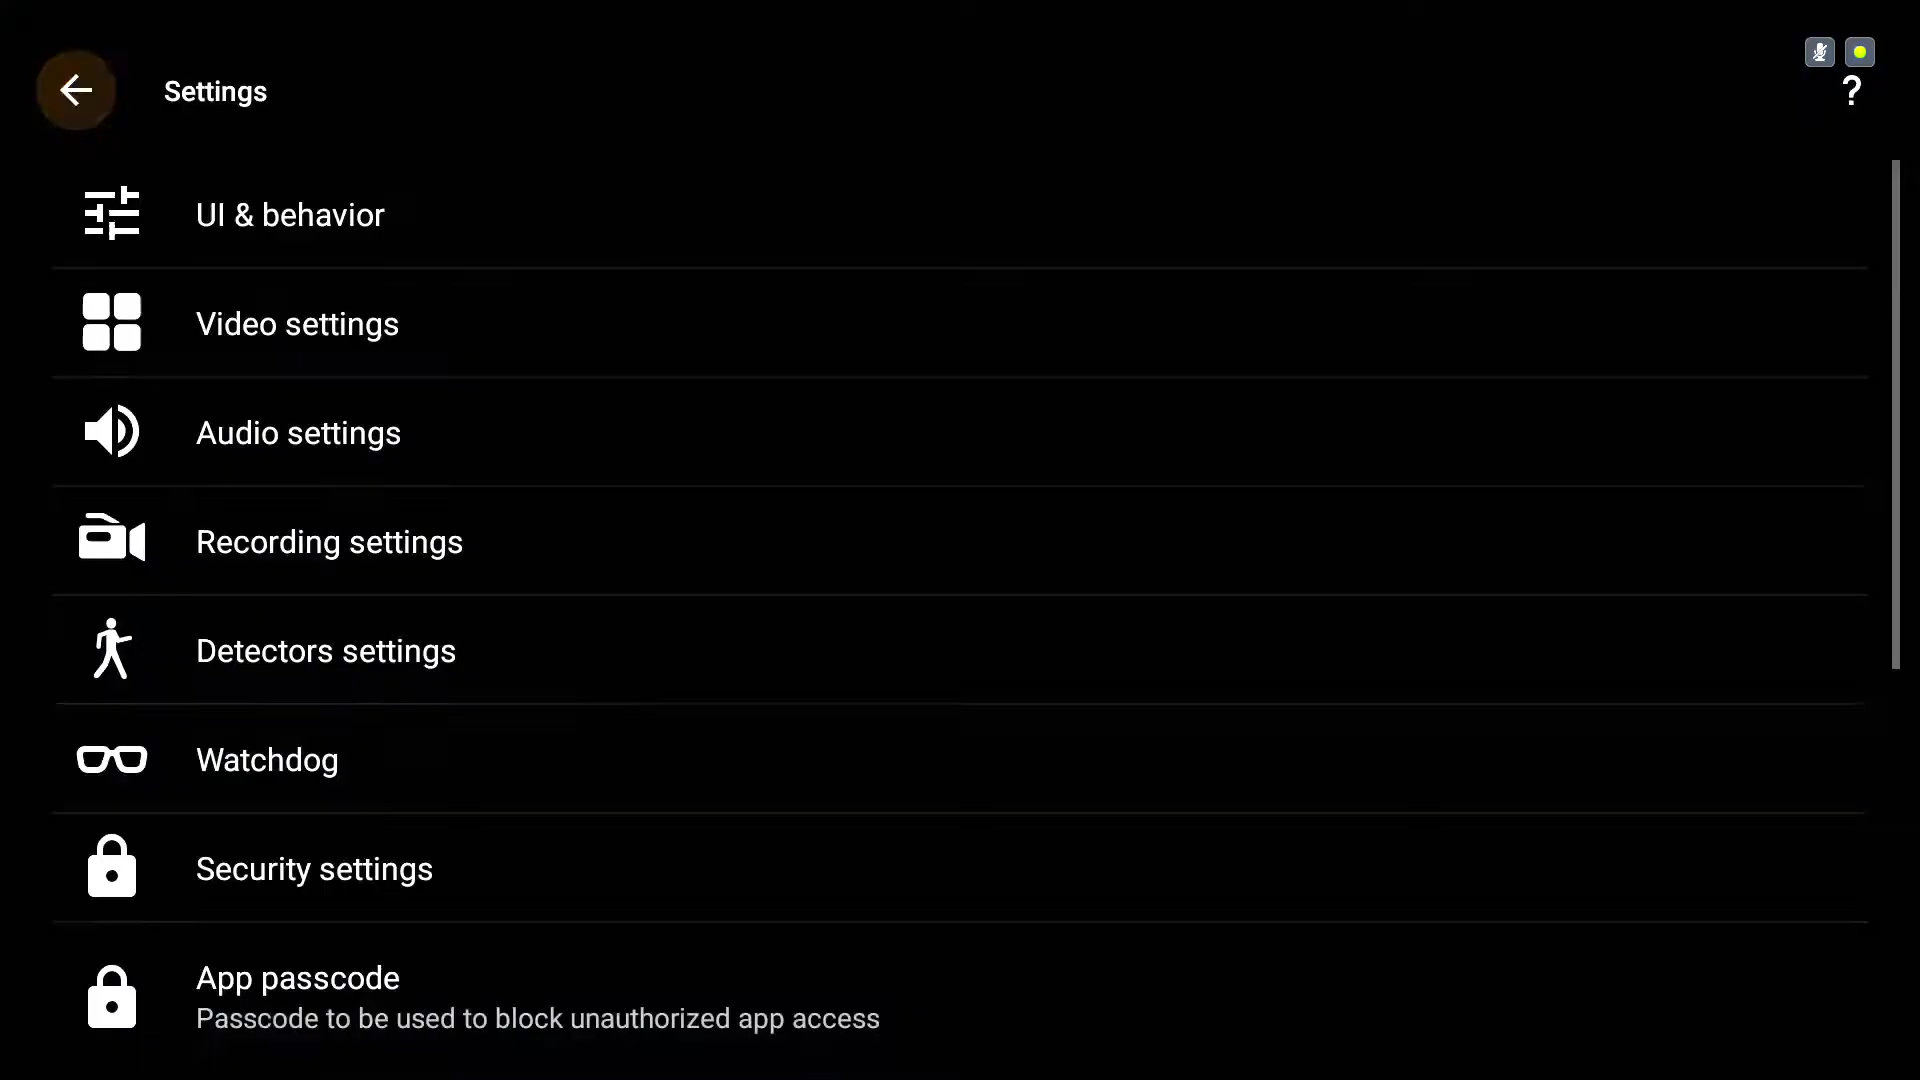 Settings
?
UI & behavior
Video settings
Audio settings
Recording settings
Detectors settings
Watchdog
Security settings
App passcode
Passcode to be used to block unauthorized app access